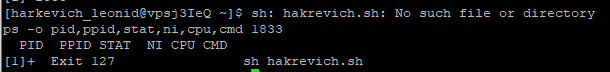 [harkevich_leonid@vpsj3IeQ ~]$ sh: hakrevich.sh: No such file or directory
ps -o pid,ppid,stat,ni,cpu,cmd 1833
  PID  PPID STAT  NI CPU CMD
[1]+  Exit 127                sh hakrevich.sh